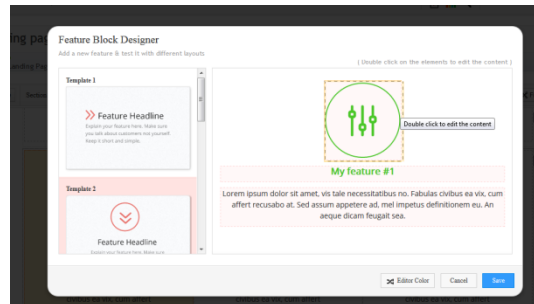 Feature Block Designer
Add a new feature & test it with different layouts
( Double click on the elements to edit the content )
Template 1
Feature Headline
Explain your feature here. Make sure
you talk about customers not yourself.
Keep it short and simple.
Template 2
Feature Headline
Double click to edit the content
My feature #1
Lorem ipsum dolor sit amet, vis tale necessitatibus no. Fabulas civibus ea vix, cum
affert recusabo at. Sed assum appetere ad, mel impetus definitionem eu. An
aeque dicam feugait sea.
Editor Color
Cancel
Save